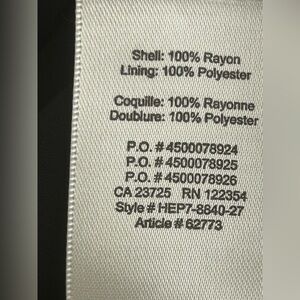 Shell: 100% Rayon
Lining: 100% Polyester
Coquille: 100% Rayonne
Doublure: 100% Polyester
P.O. # 4500078924
P.O. # 4500078925
P.O. # 4500078926
CA 23725 RN 122354
Style # HEP7-8840-27
Article # 62773